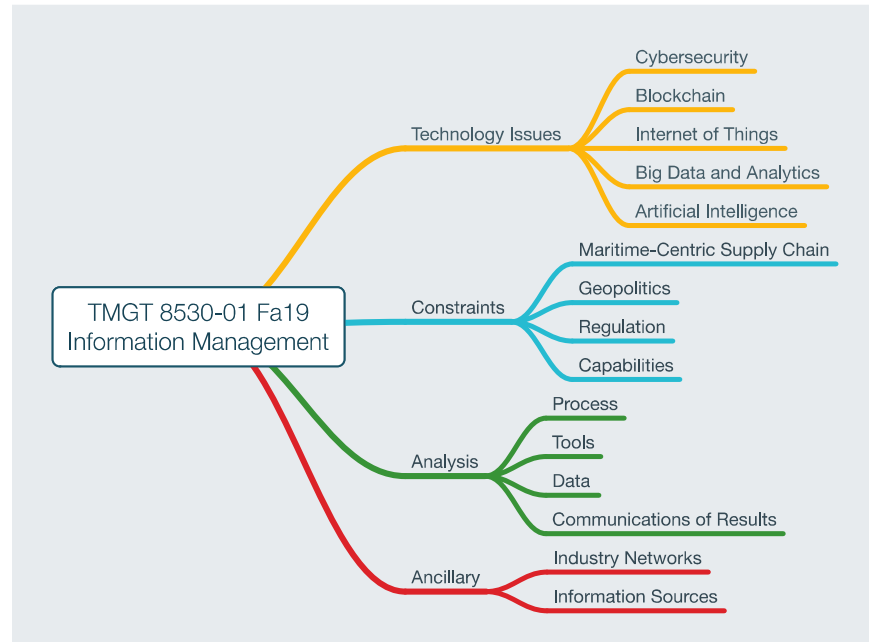 TMGT 8530-01 Fa19
Information Management
Technology Issues
Cybersecurity
Blockchain
Internet of Things
Big Data and Analytics
Artificial Intelligence
Constraints
Maritime-Centric Supply Chain
Geopolitics
Regulation
Capabilities
Analysis
Process
Tools
Data
Communications of Results
Ancillary
Industry Networks
Information Sources